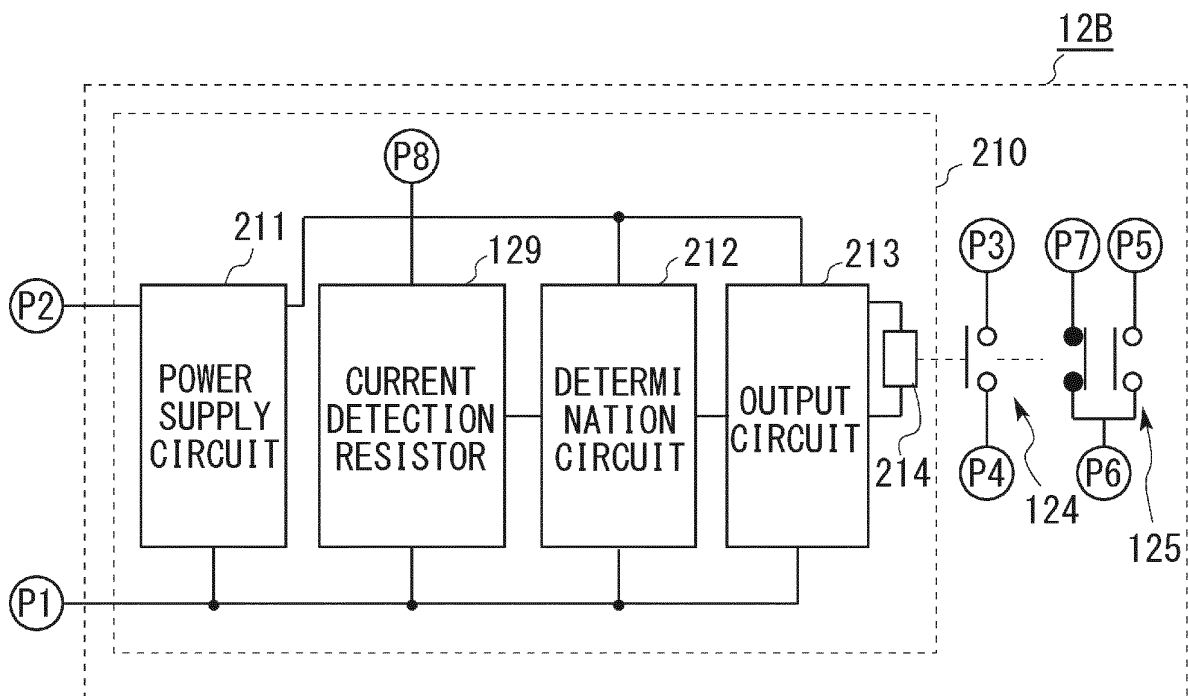 12B
P8
210
211
129
212
213
P3
P7
P5
P2
POWER
SUPPLY
CIRCUIT
CURRENT
DETECTION
RESISTOR
DETERMI
NATION
CIRCUIT
OUTPUT
CIRCUIT
214
P4
124
P6
125
P1